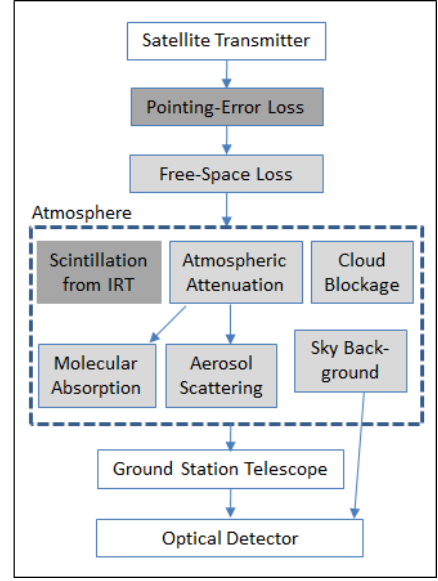 Satellite Transmitter
Pointing-Error Loss
Free-Space Loss
Atmosphere
Scintillation
from IRT
Atmospheric
Attenuation
Cloud
Blockage
Molecular
Absorption
Aerosol
Scattering
Sky Back-
ground
Ground Station Telescope
Optical Detector